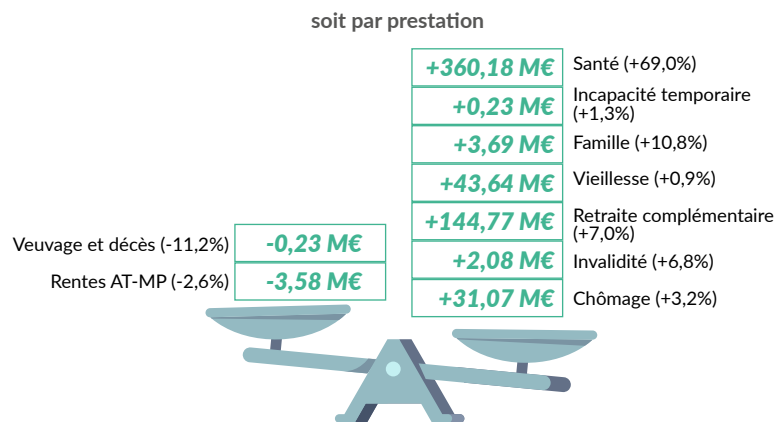 soit par prestation
+360,18 M€ Santé (+69,0%)
+0,23 M€ Incapacité temporaire
(+1,3%)
+3,69 M€ Famille (+10,8%)
+43,64 M€ Vieillesse (+0,9%)
+144,77 M€ Retraite complémentaire
(+7,0%)
+2,08 M€ Invalidité (+6,8%)
+31,07 M€ Chômage (+3,2%)
Veuvage et décès (-11,2%) -0,23 M€
Rentes AT-MP (-2,6%) -3,58 M€